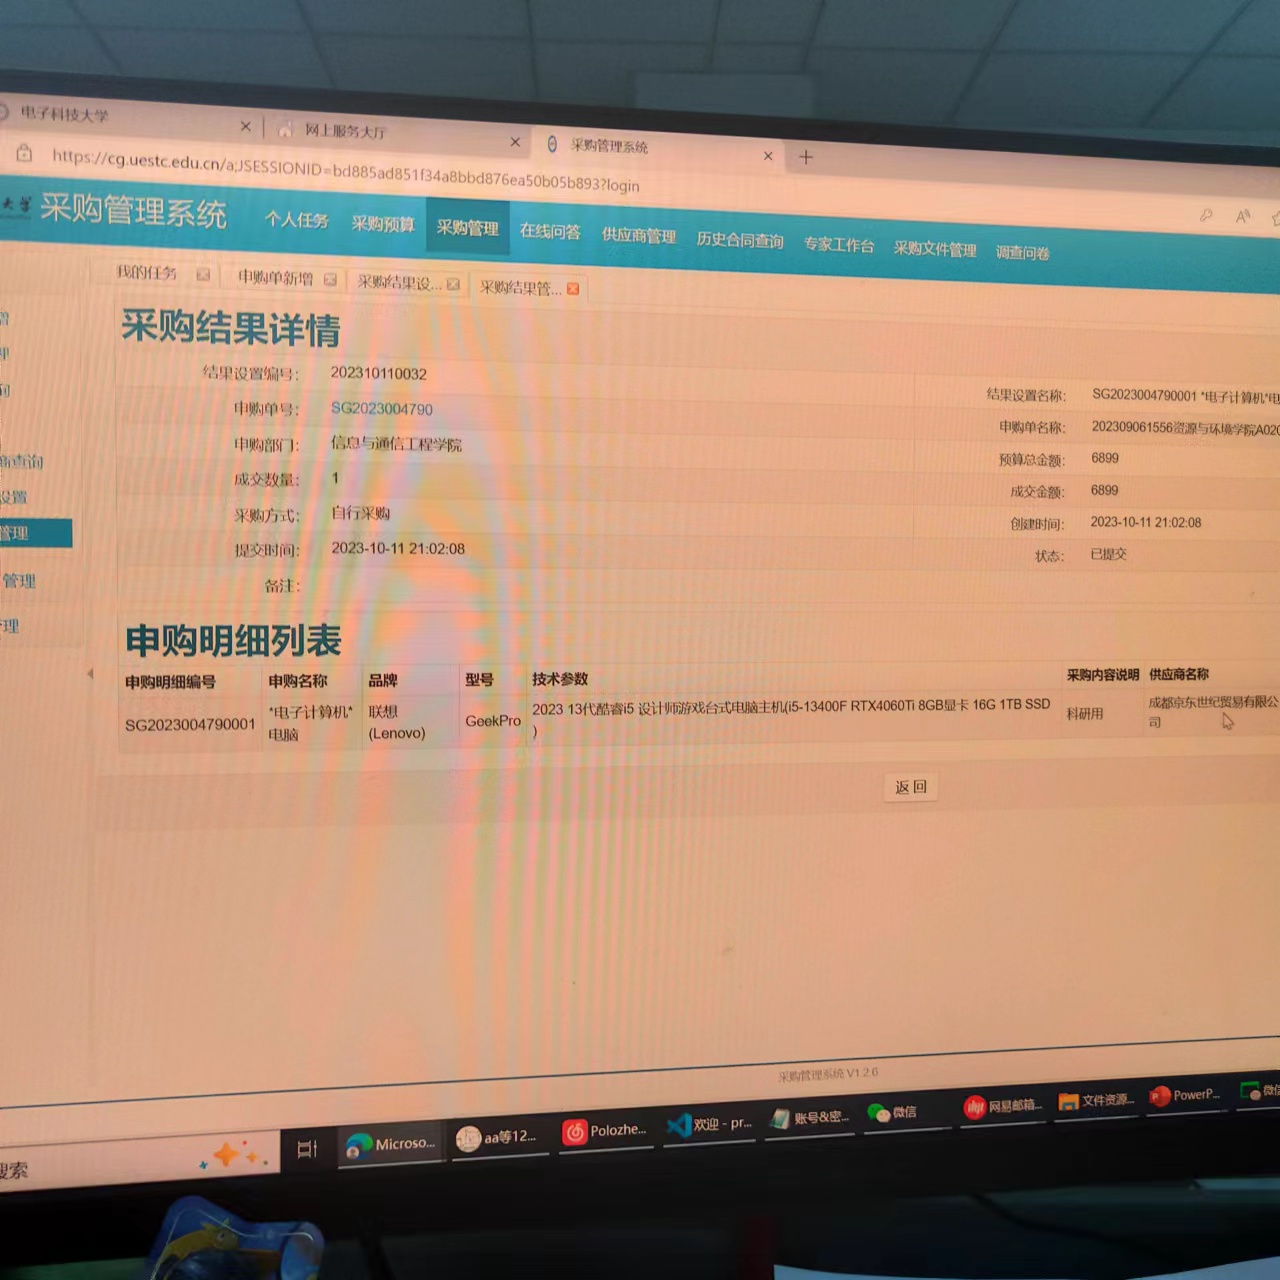 电子科技大学
网上服务大厅
采购管理系统
https://cg.uestc.edu.cn/a;JSESSIONID=bd885ad851f34a8bbd876ea50b05b893?login
大学
采购管理系统
个人任务 采购预算 采购管理 在线问答 供应商管理 历史合同查询 专家工作台 采购文件管理 调查问卷
我的任务 申购单新增 采购结果设... 采购结果管...
采购结果详情
结果设置编号: 202310110032
结果设置名称: SG2023004790001 *电子计算机*电
申购单号: SG2023004790
申购单名称: 202309061556资源与环境学院A020
申购部门: 信息与通信工程学院
预算总金额: 6899
成交数量: 1
成交金额: 6899
采购方式: 自行采购
创建时间: 2023-10-11 21:02:08
提交时间: 2023-10-11 21:02:08
状态: 已提交
备注:
查询
设置
管理
管理
理
申购明细列表
申购明细编号 申购名称 品牌 型号 技术参数 采购内容说明 供应商名称
SG2023004790001 *电子计算机*电脑 联想(Lenovo) GeekPro 2023 13代酷睿i5 设计师游戏台式电脑主机(i5-13400F RTX4060Ti 8GB显卡 16G 1TB SSD) 科研用 成都京东世纪贸易有限公司
返 回
采购管理系统 V1.2.6
搜索
Microso...
aa等12...
Polozhe...
欢迎 - pr...
账号&密...
微信
网易邮箱...
文件资源...
PowerP...
微信